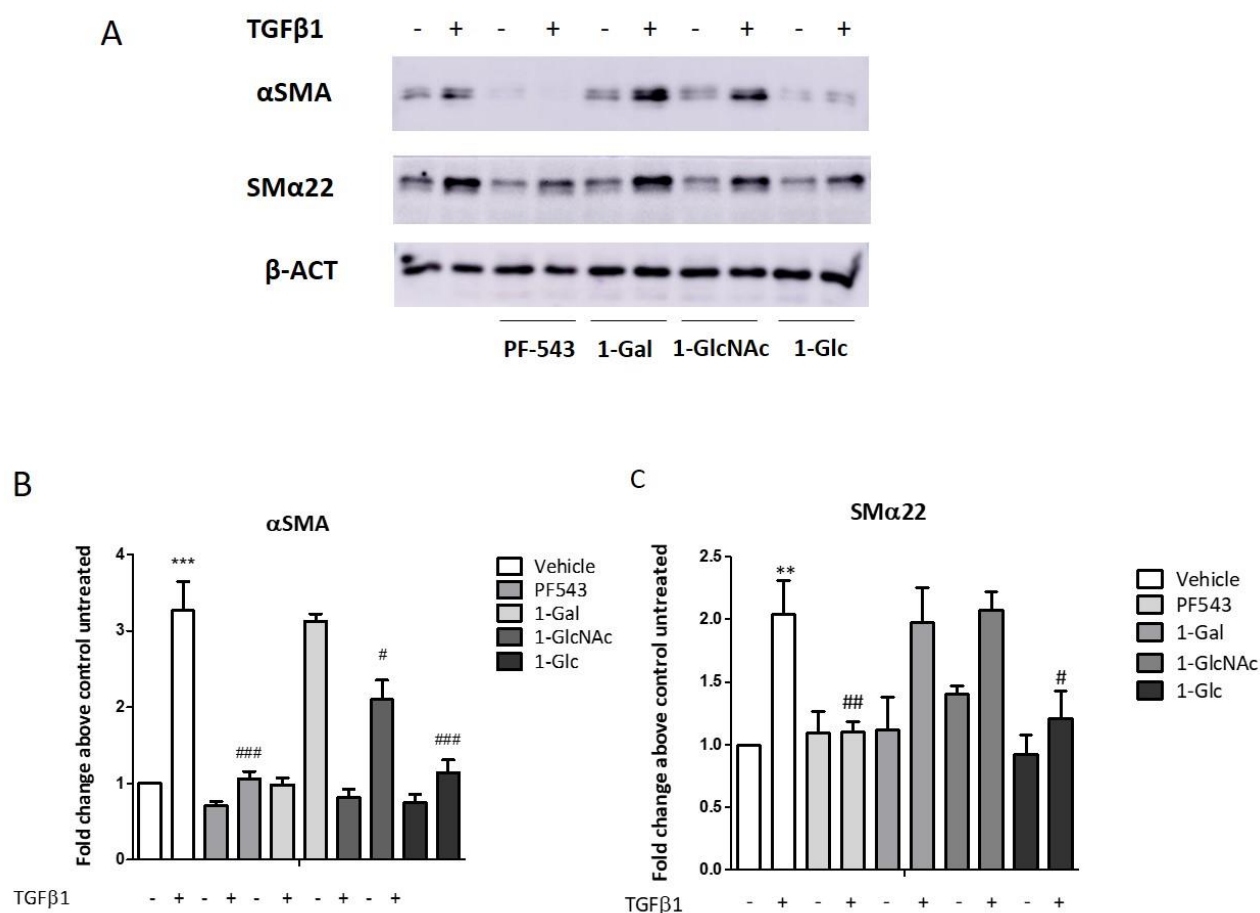 A
TGFβ1 - + - + - + - + - +
αSMA
SMα22
β-ACT
PF-543 1-Gal 1-GlcNAc 1-Glc
B
αSMA
Fold change above control untreated
4
3
2
1
0
***
###
#
###
Vehicle
PF543
1-Gal
1-GlcNAc
1-Glc
TGFβ1 - + - + - + - + - +
C
SMα22
Fold change above control untreated
2.5
2.0
1.5
1.0
0.5
0.0
**
##
#
Vehicle
PF543
1-Gal
1-GlcNAc
1-Glc
TGFβ1 - + - + - + - + - +